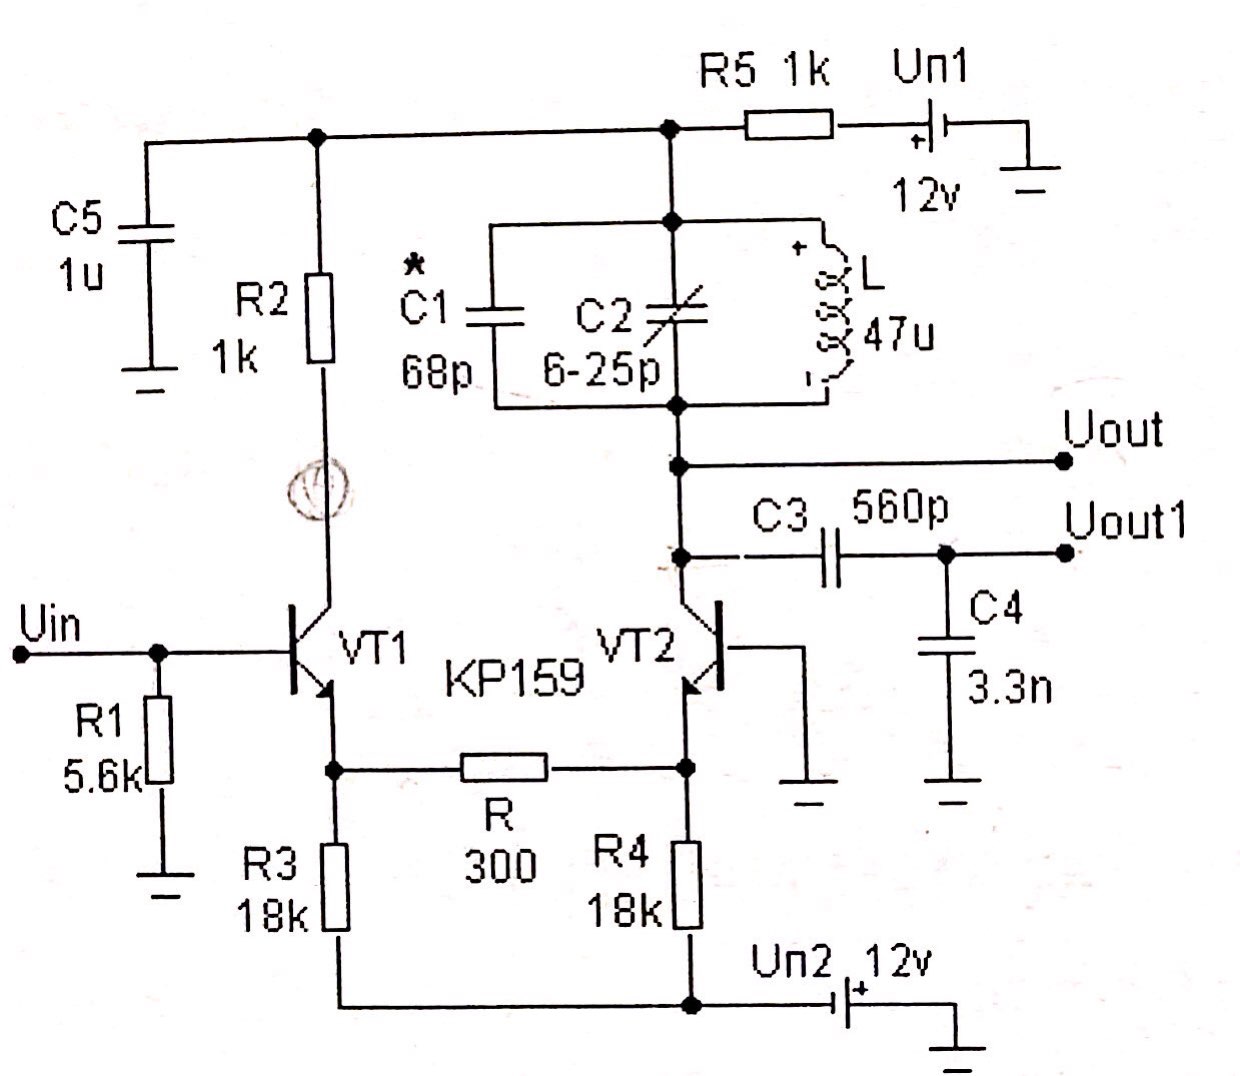 R5 1k
Uп1
+
12v
C5
1u
R2
1k
*
C1
68p
C2
6-25p
+
L
47u
Uout
C3
560p
Uout1
Uin
VT1
VT2
KP159
C4
3.3n
R1
5.6k
R
300
R3
18k
R4
18k
Uп2
12v
+